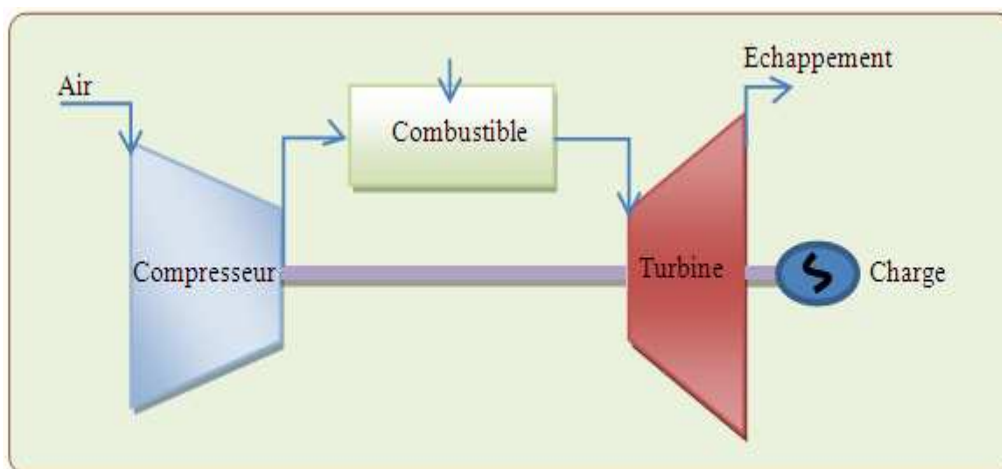 Echappement
Air
Combustible
Compresseur
Turbine
Charge